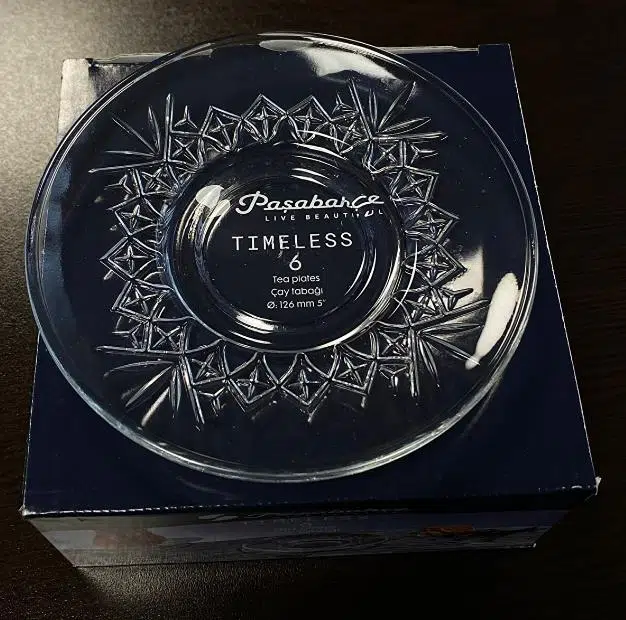 Paşabahçe
LIVE BEAUTIFUL
TIMELESS
6
Tea plates
Çay tabağı
Ø: 126 mm 5"